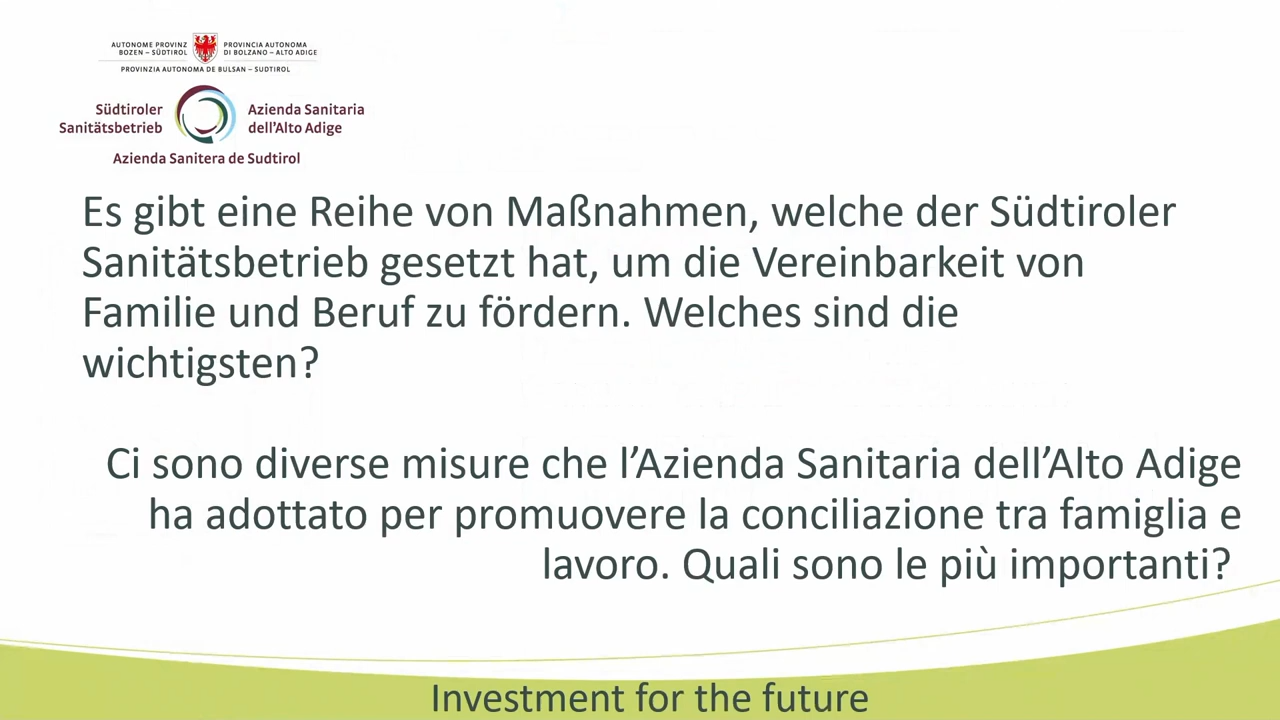 AUTONOME PROVINZ
BOZEN – SÜDTIROL
PROVINCIA AUTONOMA
DI BOLZANO – ALTO ADIGE
PROVINZIA AUTONOMA DE BULSAN – SUDTIROL
Südtiroler
Sanitätsbetrieb
Azienda Sanitaria
dell'Alto Adige
Azienda Sanitera de Sudtirol
Es gibt eine Reihe von Maßnahmen, welche der Südtiroler
Sanitätsbetrieb gesetzt hat, um die Vereinbarkeit von
Familie und Beruf zu fördern. Welches sind die
wichtigsten?
Ci sono diverse misure che l’Azienda Sanitaria dell’Alto Adige
ha adottato per promuovere la conciliazione tra famiglia e
lavoro. Quali sono le più importanti?
Investment for the future